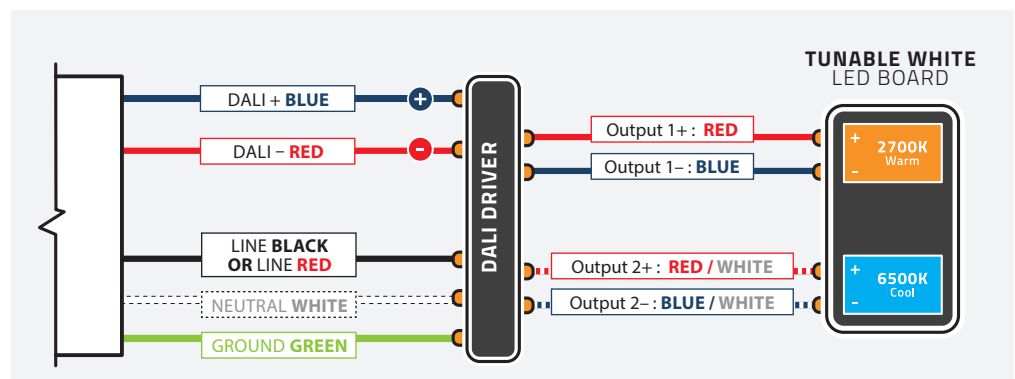 TUNABLE WHITE
LED BOARD
DALI + BLUE
+
DALI – RED
-
LINE BLACK
OR LINE RED
NEUTRAL WHITE
GROUND GREEN
DALI DRIVER
Output 1+ : RED
Output 1– : BLUE
Output 2+ : RED / WHITE
Output 2– : BLUE / WHITE
+
2700K
Warm
-
+
6500K
Cool
-